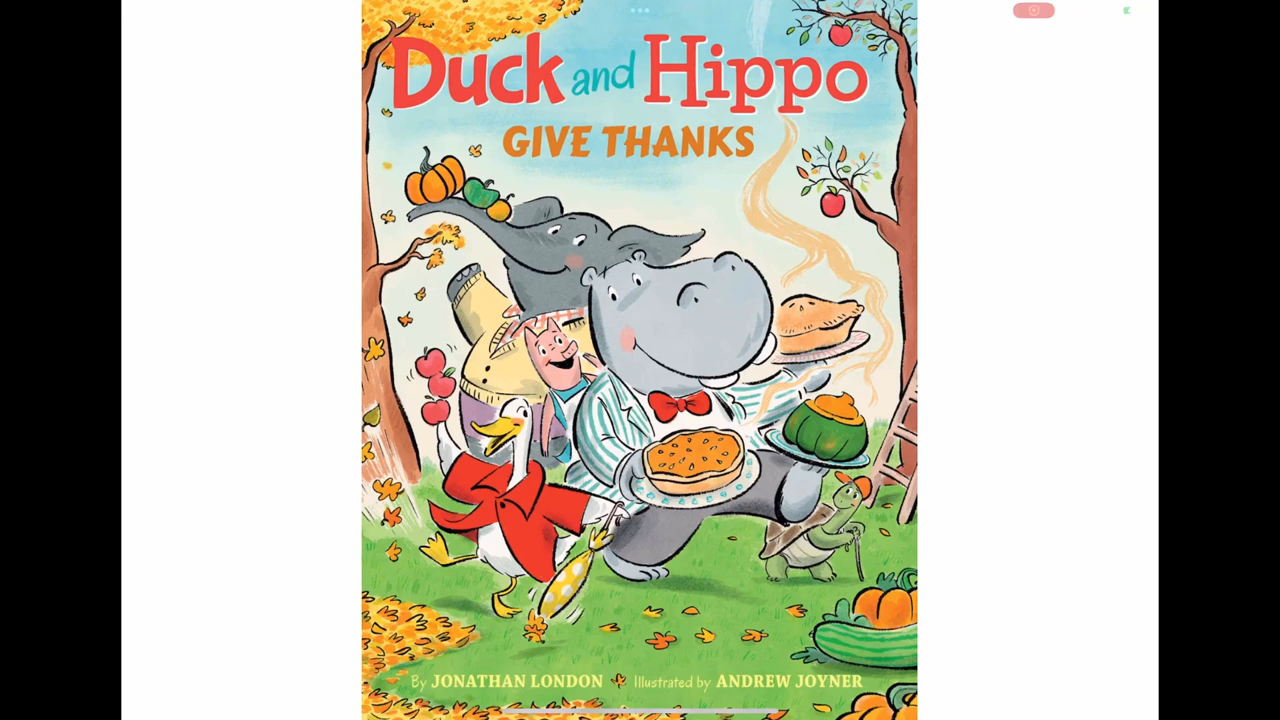 Duck and Hippo
GIVE THANKS
By JONATHAN LONDON Illustrated by ANDREW JOYNER